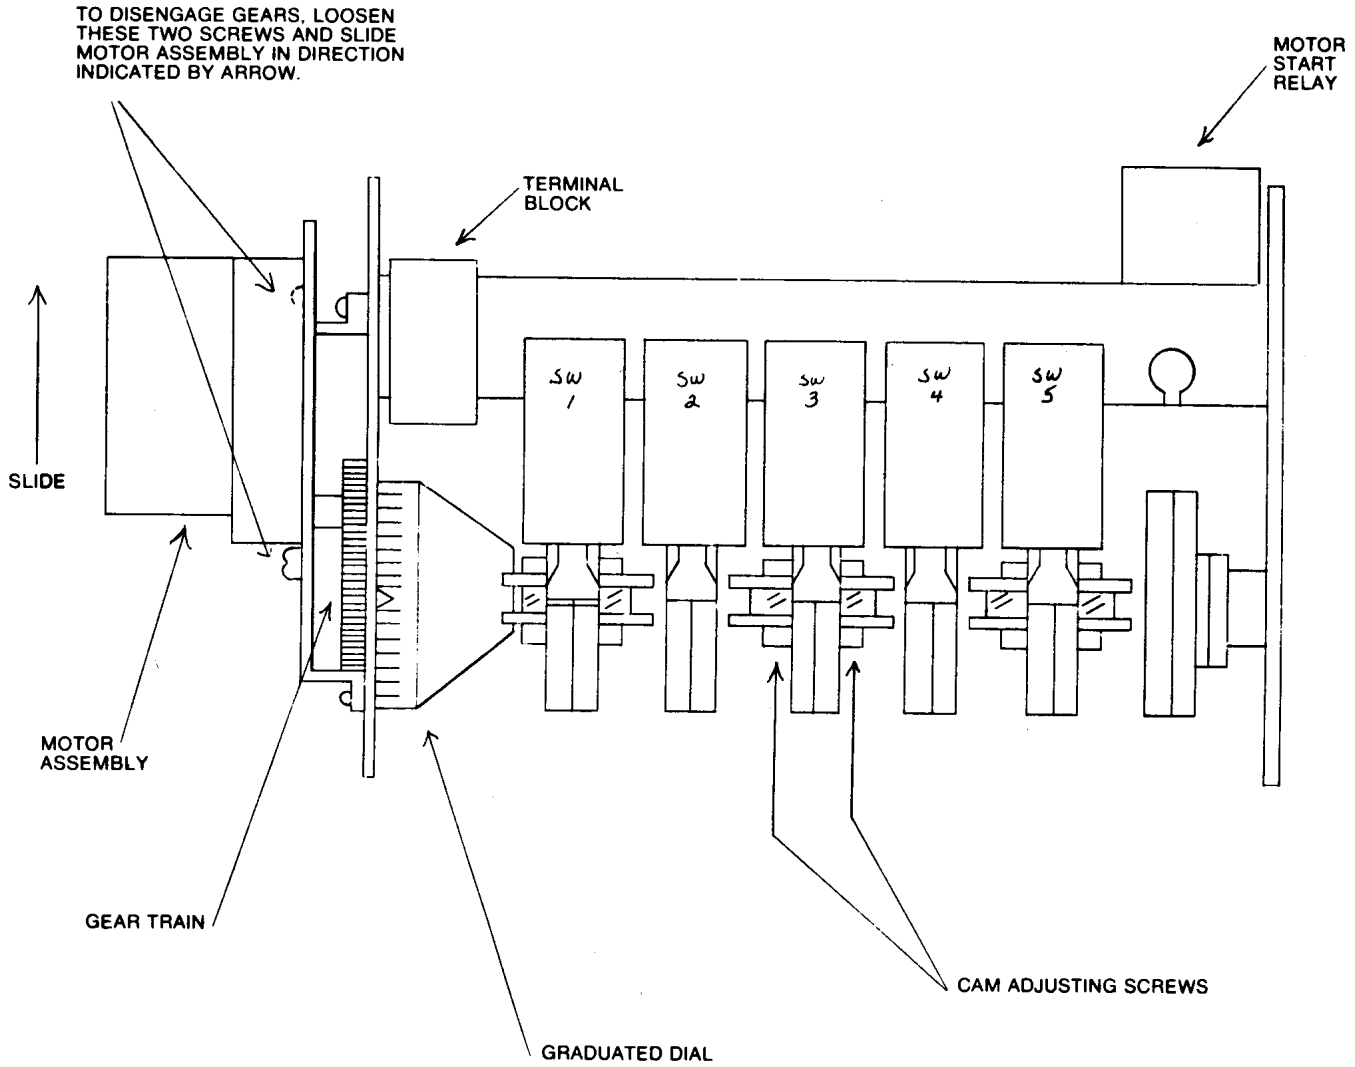 TO DISENGAGE GEARS, LOOSEN
THESE TWO SCREWS AND SLIDE
MOTOR ASSEMBLY IN DIRECTION
INDICATED BY ARROW.
MOTOR
START
RELAY
TERMINAL
BLOCK
SW
1
SW
2
SW
3
SW
4
SW
5
SLIDE
MOTOR
ASSEMBLY
GEAR TRAIN
CAM ADJUSTING SCREWS
GRADUATED DIAL